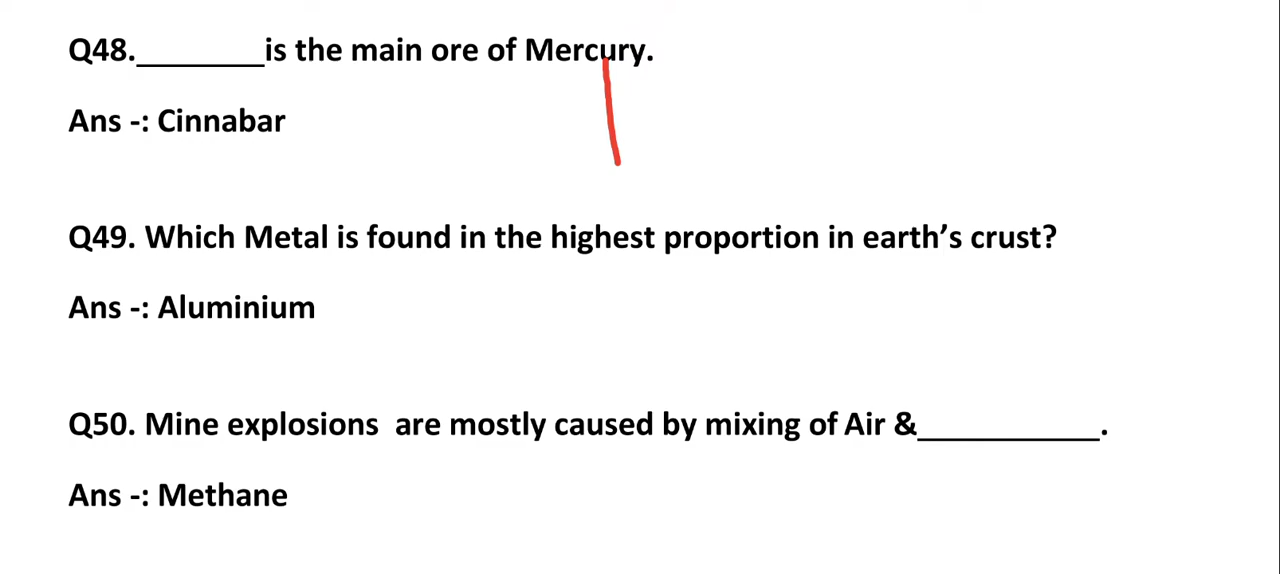 Q48.________is the main ore of Mercury.
Ans -: Cinnabar
Q49. Which Metal is found in the highest proportion in earth’s crust?
Ans -: Aluminium
Q50. Mine explosions  are mostly caused by mixing of Air &___________.
Ans -: Methane